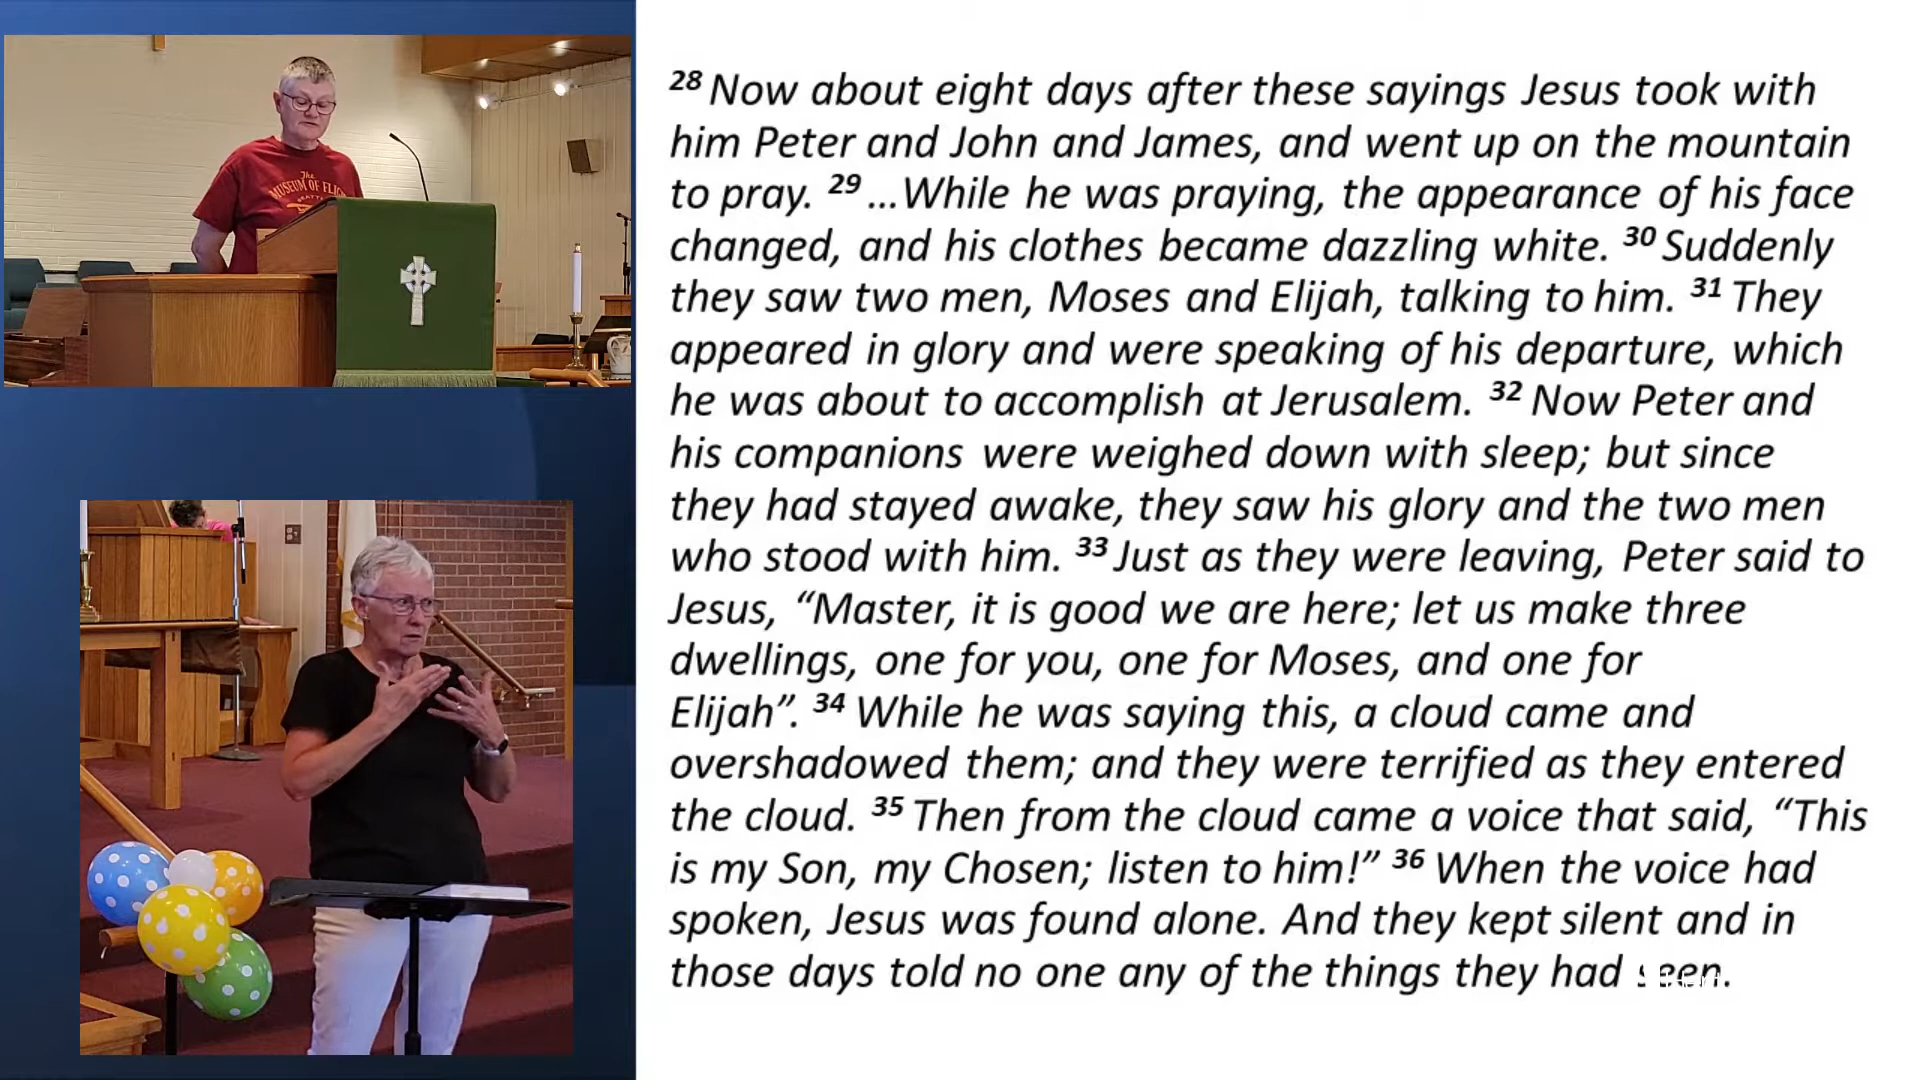 The
MUSEUM OF FLIG
28 Now about eight days after these sayings Jesus took with
him Peter and John and James, and went up on the mountain
to pray. 29 …While he was praying, the appearance of his face
changed, and his clothes became dazzling white. 30 Suddenly
they saw two men, Moses and Elijah, talking to him. 31 They
appeared in glory and were speaking of his departure, which
he was about to accomplish at Jerusalem. 32 Now Peter and
his companions were weighed down with sleep; but since
they had stayed awake, they saw his glory and the two men
who stood with him. 33 Just as they were leaving, Peter said to
Jesus, “Master, it is good we are here; let us make three
dwellings, one for you, one for Moses, and one for
Elijah”. 34 While he was saying this, a cloud came and
overshadowed them; and they were terrified as they entered
the cloud. 35 Then from the cloud came a voice that said, “This
is my Son, my Chosen; listen to him!” 36 When the voice had
spoken, Jesus was found alone. And they kept silent and in
those days told no one any of the things they had seen.